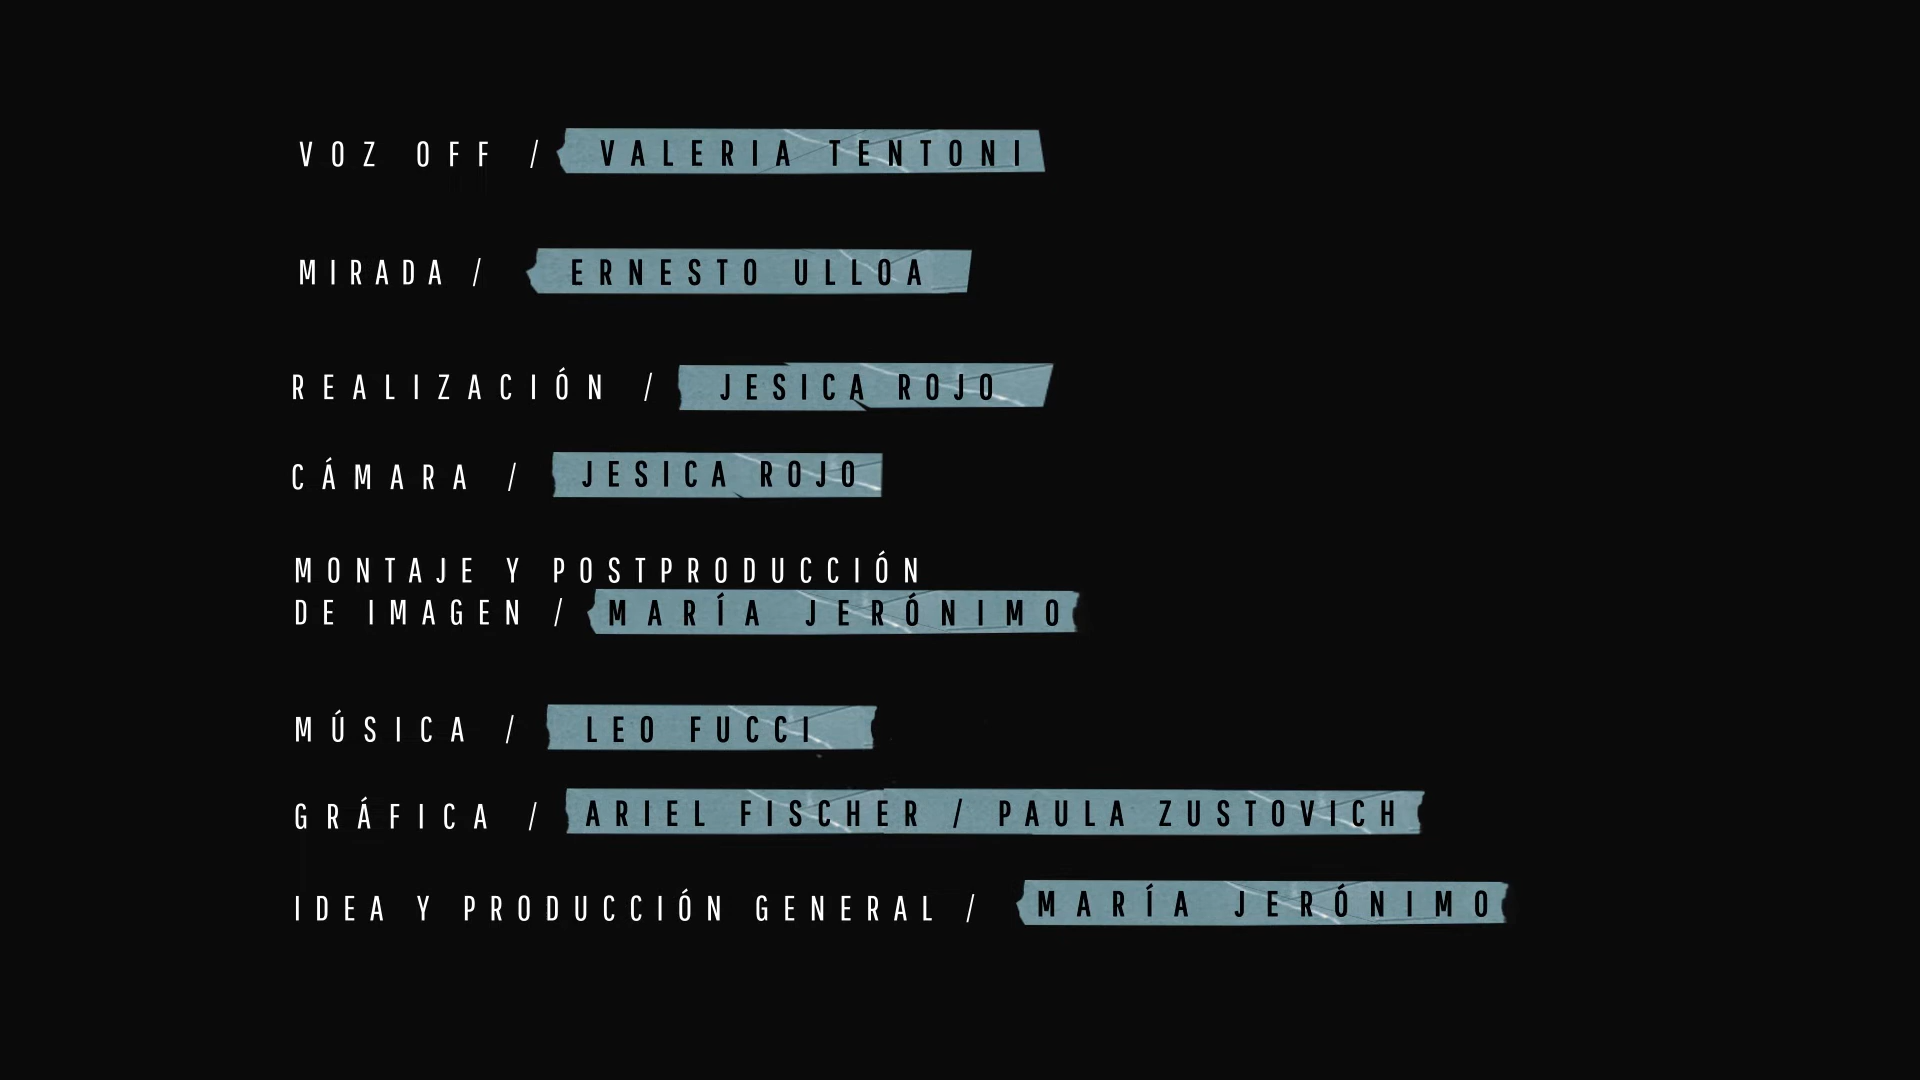 VOZ OFF / VALERIA TENTONI
MIRADA / ERNESTO ULLOA
REALIZACIÓN / JESICA ROJO
CÁMARA / JESICA ROJO
MONTAJE Y POSTPRODUCCIÓN
DE IMAGEN / MARÍA JERÓNIMO
MÚSICA / LEO FUCCI
GRÁFICA / ARIEL FISCHER / PAULA ZUSTOVICH
IDEA Y PRODUCCIÓN GENERAL / MARÍA JERÓNIMO